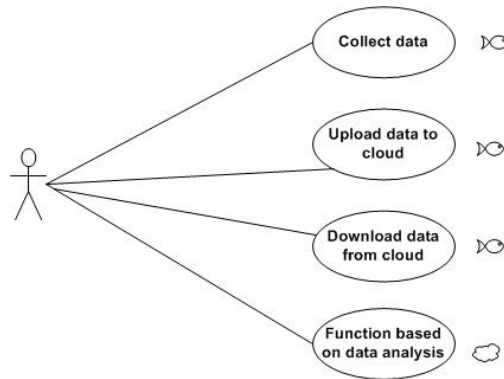 Collect data
Upload data to
cloud
Download data
from cloud
Function based
on data analysis